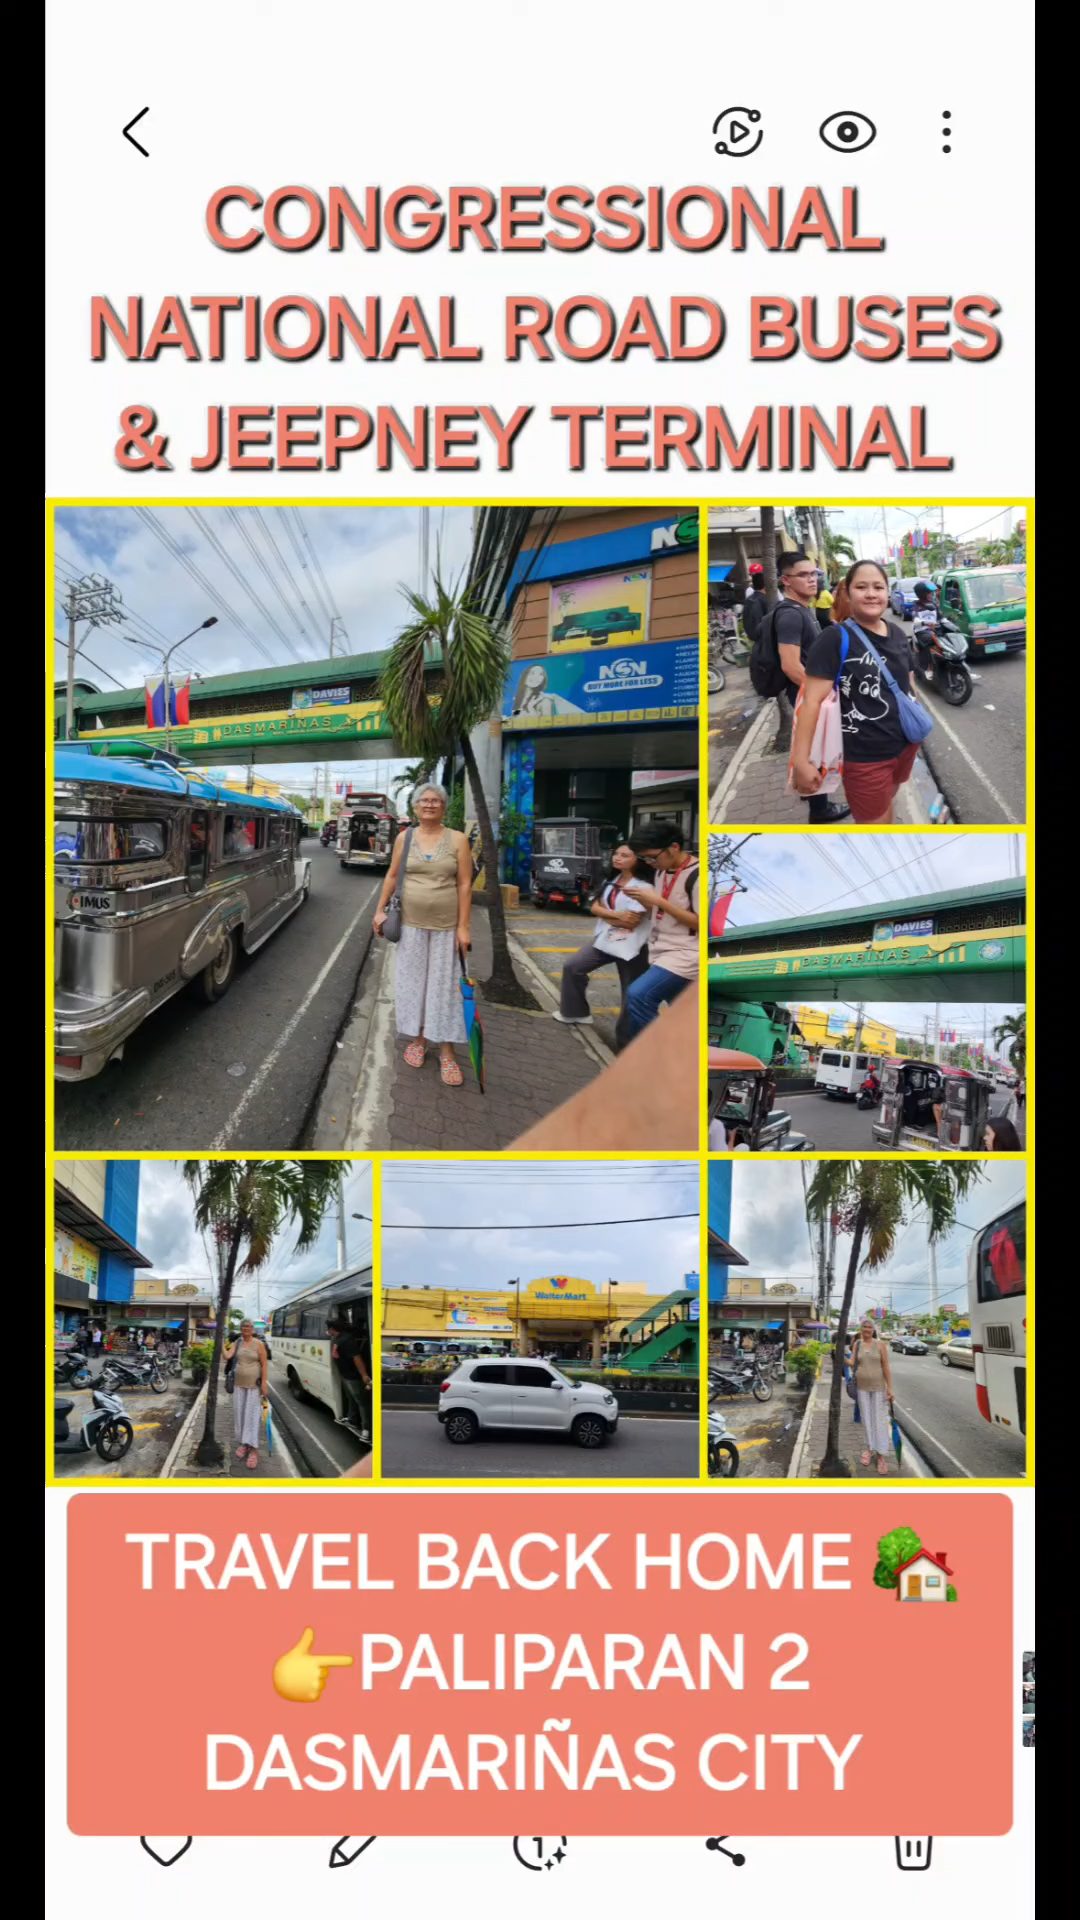 CONGRESSIONAL
NATIONAL ROAD BUSES
& JEEPNEY TERMINAL
NSN
DAVIES
DASMARIÑAS
NSN
BUY MORE FOR LESS
IMUS
DAVIES
DASMARIÑAS
WalterMart
TRAVEL BACK HOME 🏡
👉PALIPARAN 2
DASMARIÑAS CITY